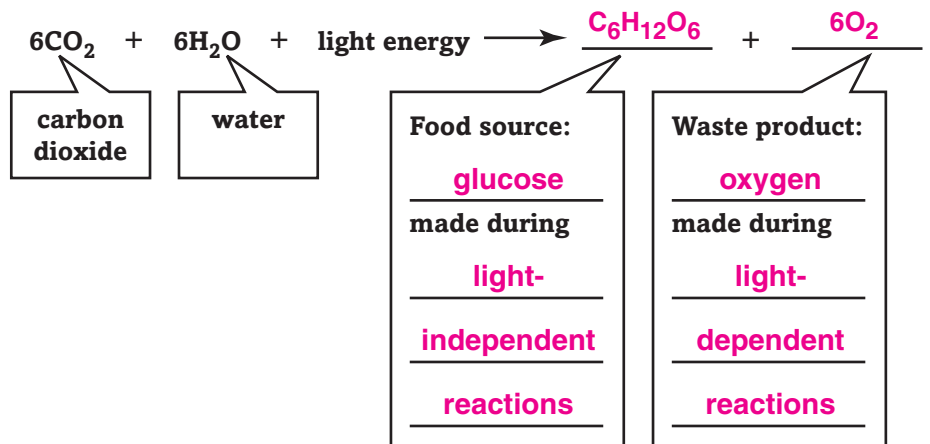 6CO₂ + 6H₂O + light energy → C₆H₁₂O₆ + 6O₂
carbon
dioxide
water
Food source:
glucose
made during
light-
independent
reactions
Waste product:
oxygen
made during
light-
dependent
reactions